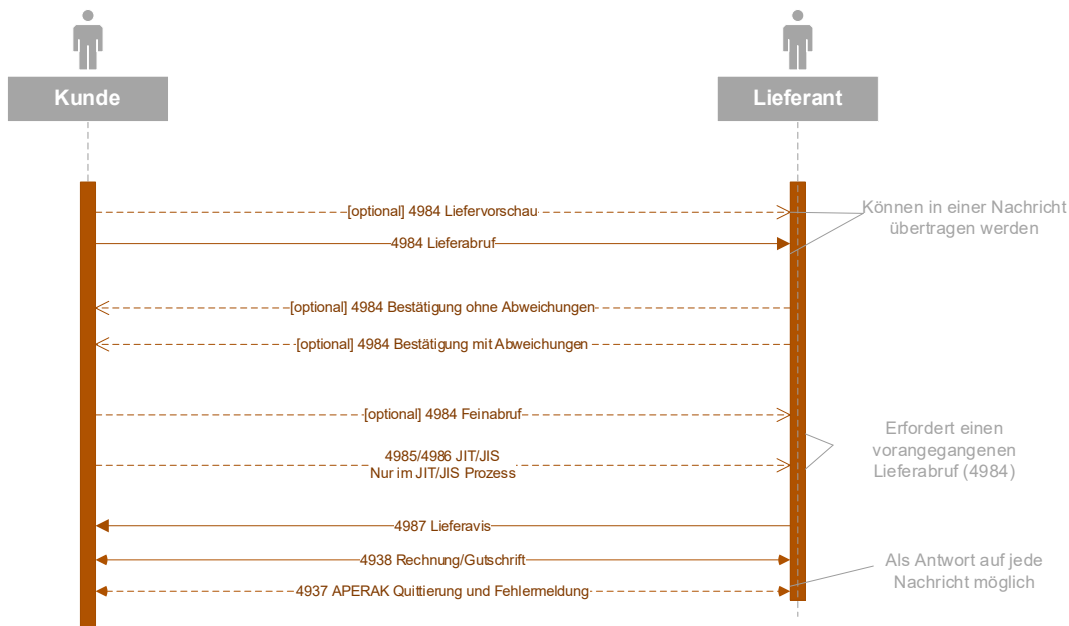 Kunde
Lieferant
[optional] 4984 Liefervorschau
Können in einer Nachricht
übertragen werden
4984 Lieferabruf
[optional] 4984 Bestätigung ohne Abweichungen
[optional] 4984 Bestätigung mit Abweichungen
[optional] 4984 Feinabruf
Erfordert einen
vorangegangenen
Lieferabruf (4984)
4985/4986 JIT/JIS
Nur im JIT/JIS Prozess
4987 Lieferavis
4938 Rechnung/Gutschrift
Als Antwort auf jede
Nachricht möglich
4937 APERAK Quittierung und Fehlermeldung